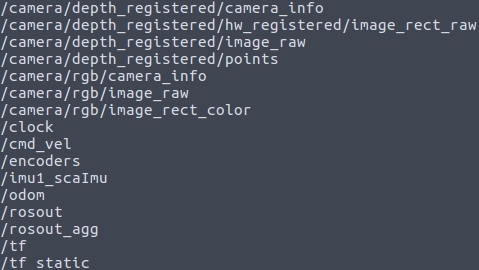 /camera/depth_registered/camera_info
/camera/depth_registered/hw_registered/image_rect_raw
/camera/depth_registered/image_raw
/camera/depth_registered/points
/camera/rgb/camera_info
/camera/rgb/image_raw
/camera/rgb/image_rect_color
/clock
/cmd_vel
/encoders
/imu1_scaImu
/odom
/rosout
/rosout_agg
/tf
/tf_static